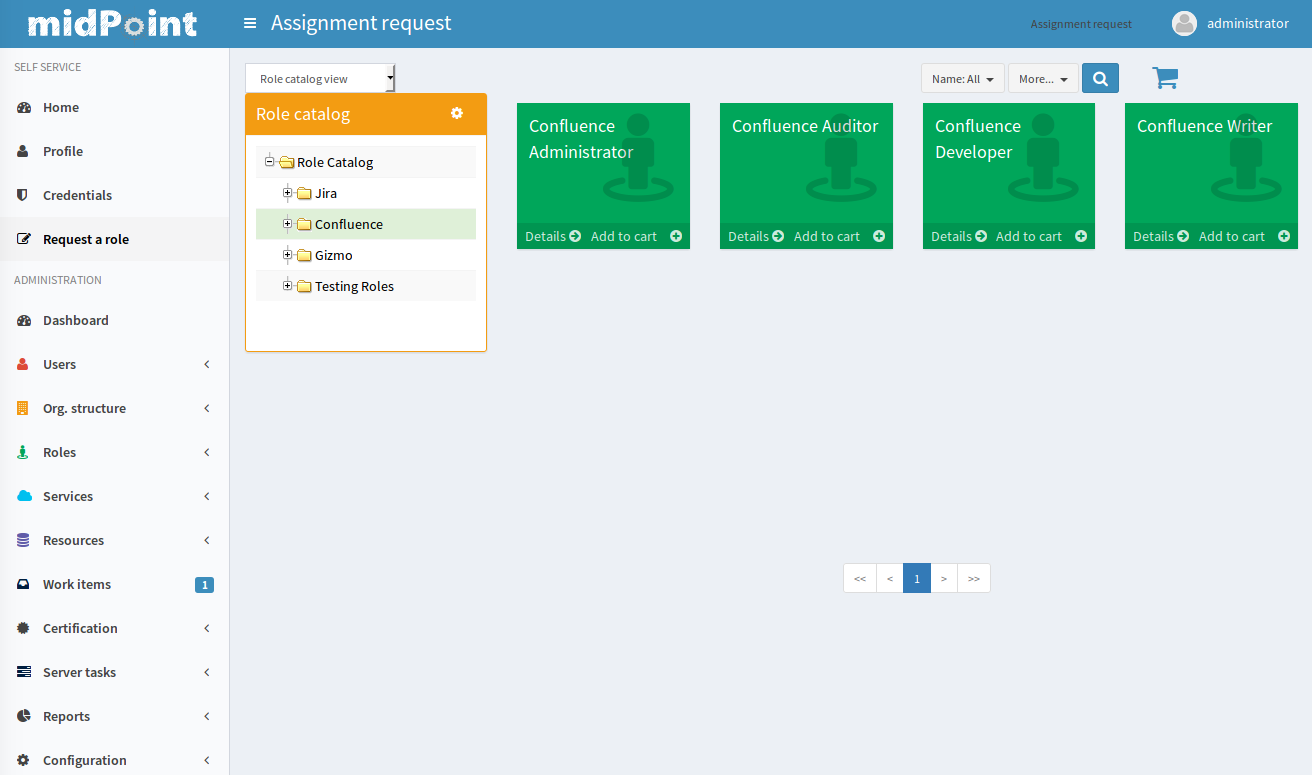 midPoint
Assignment request
Assignment request
administrator
SELF SERVICE
Home
Profile
Credentials
Request a role
ADMINISTRATION
Dashboard
Users
Org. structure
Roles
Services
Resources
Work items 1
Certification
Server tasks
Reports
Configuration
Role catalog view
Name: All
More...
Role catalog
Role Catalog
Jira
Confluence
Gizmo
Testing Roles
Confluence
Administrator
Details Add to cart
Confluence Auditor
Details Add to cart
Confluence
Developer
Details Add to cart
Confluence Writer
Details Add to cart
<< < 1 > >>